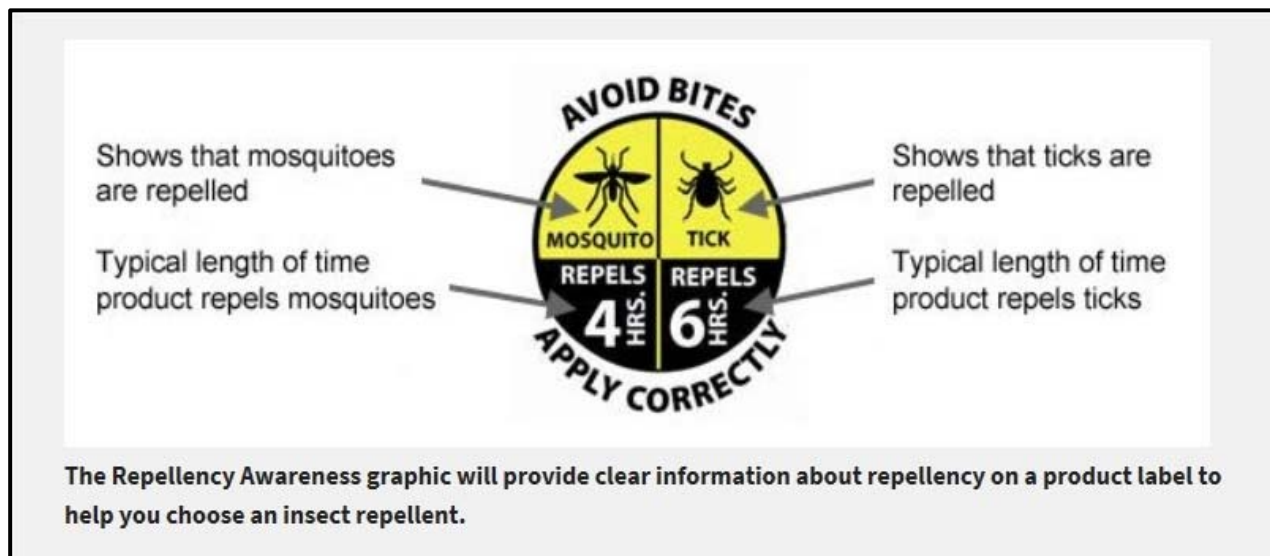 AVOID BITES
Shows that mosquitoes
are repelled
Shows that ticks are
repelled
MOSQUITO
TICK
Typical length of time
product repels mosquitoes
REPELS
4 HRS.
REPELS
6 HRS.
Typical length of time
product repels ticks
APPLY CORRECTLY
The Repellency Awareness graphic will provide clear information about repellency on a product label to
help you choose an insect repellent.